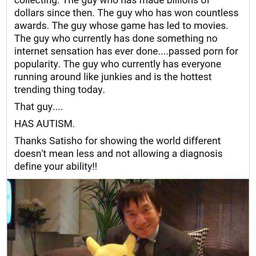 collecting. The guy who has made billions of
dollars since then. The guy who has won countless
awards. The guy whose game has led to movies.
The guy who currently has done something no
internet sensation has ever done....passed porn for
popularity. The guy who currently has everyone
running around like junkies and is the hottest
trending thing today.
That guy....
HAS AUTISM.
Thanks Satisho for showing the world different
doesn't mean less and not allowing a diagnosis
define your ability!!